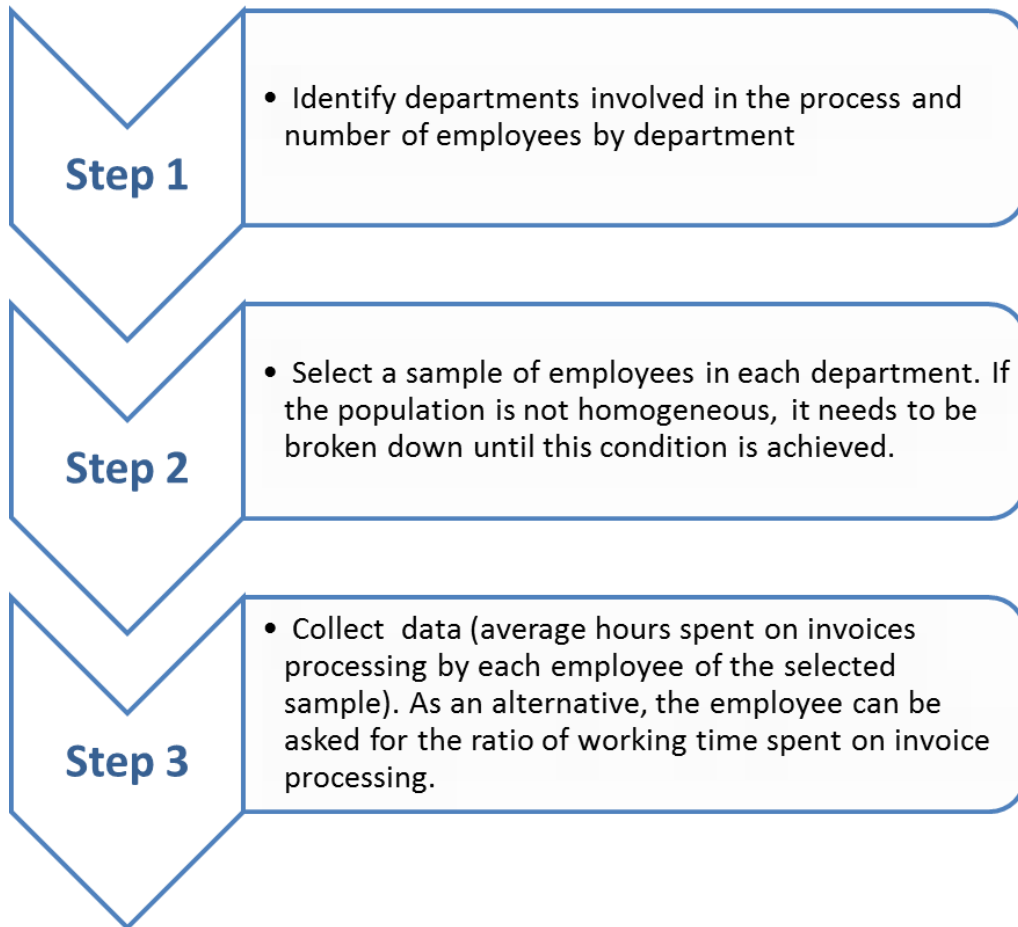 Step 1
• Identify departments involved in the process and
number of employees by department
Step 2
• Select a sample of employees in each department. If
the population is not homogeneous, it needs to be
broken down until this condition is achieved.
Step 3
• Collect data (average hours spent on invoices
processing by each employee of the selected
sample). As an alternative, the employee can be
asked for the ratio of working time spent on invoice
processing.